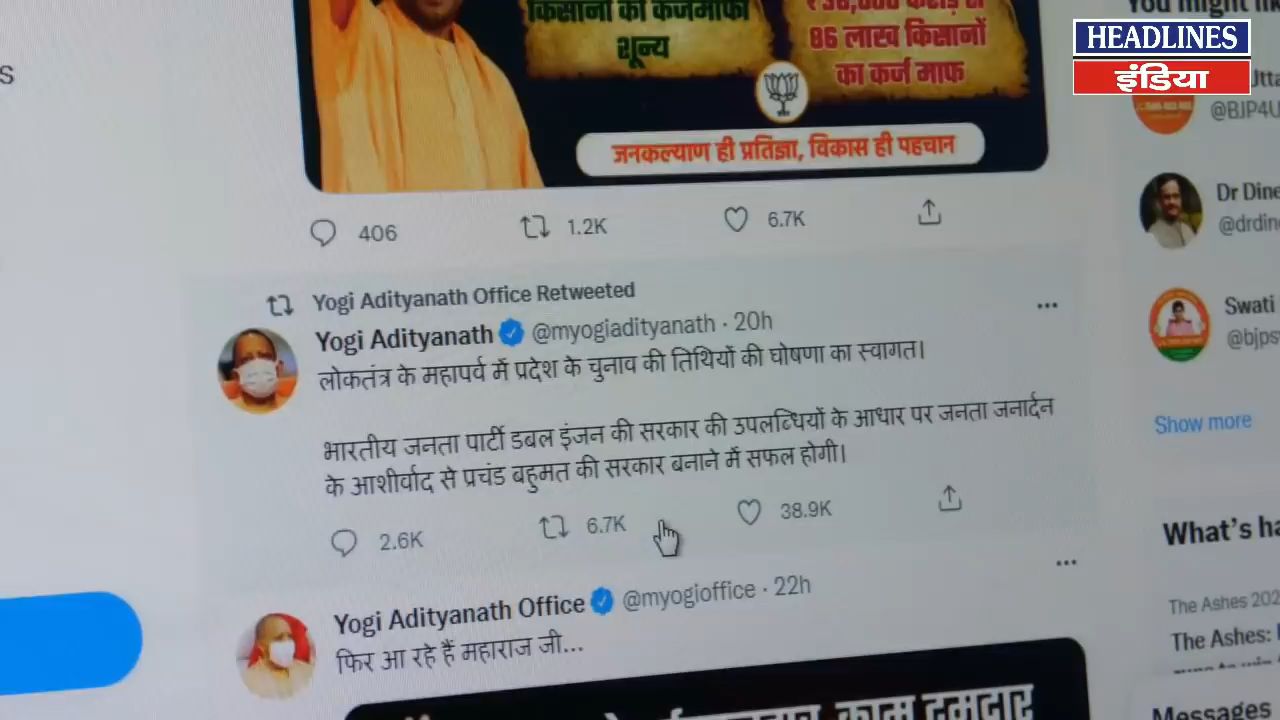 HEADLINES
इंडिया
किसानों की कर्जमाफी
शून्य
86 लाख किसानों
का कर्ज माफ
जनकल्याण ही प्रतिज्ञा, विकास ही पहचान
406 1.2K 6.7K
Yogi Adityanath Office Retweeted
Yogi Adityanath @myogiadityanath · 20h
लोकतंत्र के महापर्व में प्रदेश के चुनाव की तिथियों की घोषणा का स्वागत।
भारतीय जनता पार्टी डबल इंजन की सरकार की उपलब्धियों के आधार पर जनता जनार्दन
के आशीर्वाद से प्रचंड बहुमत की सरकार बनाने में सफल होगी।
2.6K 6.7K 38.9K
Yogi Adityanath Office @myogioffice · 22h
फिर आ रहे हैं महाराज जी...
काम दमदार
You might
@BJP4U
Dr Dine
@drdin
Swati
@bjps
Show more
What's ha
The Ashes 202
The Ashes:
Messages